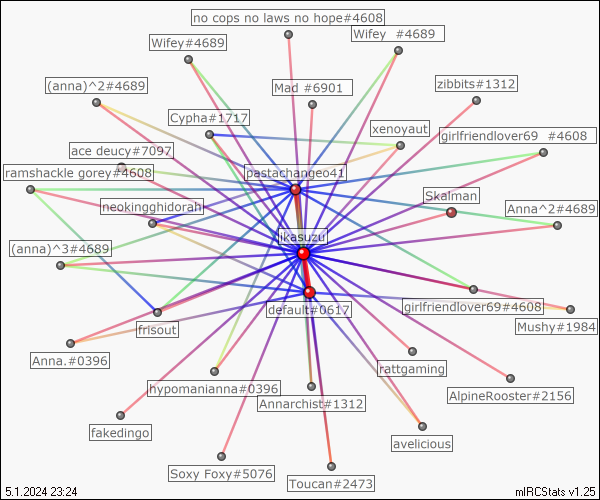 no cops no laws no hope#4608
Wifey#4689
Wifey #4689
(anna)^2#4689
Mad #6901
zibbits#1312
Cypha#1717
xenoyaut
girlfriendlover69 #4608
ace deucy#7097
ramshackle gorey#4608
pastachangeo41
Skalman
neokingghidorah
Anna^2#4689
likasuzu
(anna)^3#4689
default#0617
girlfriendlover69#4608
frisout
Mushy#1984
Anna.#0396
rattgaming
hypomanianna#0396
AlpineRooster#2156
Annarchist#1312
fakedingo
avelicious
Soxy Foxy#5076
Toucan#2473
5.1.2024 23:24
mIRCStats v1.25